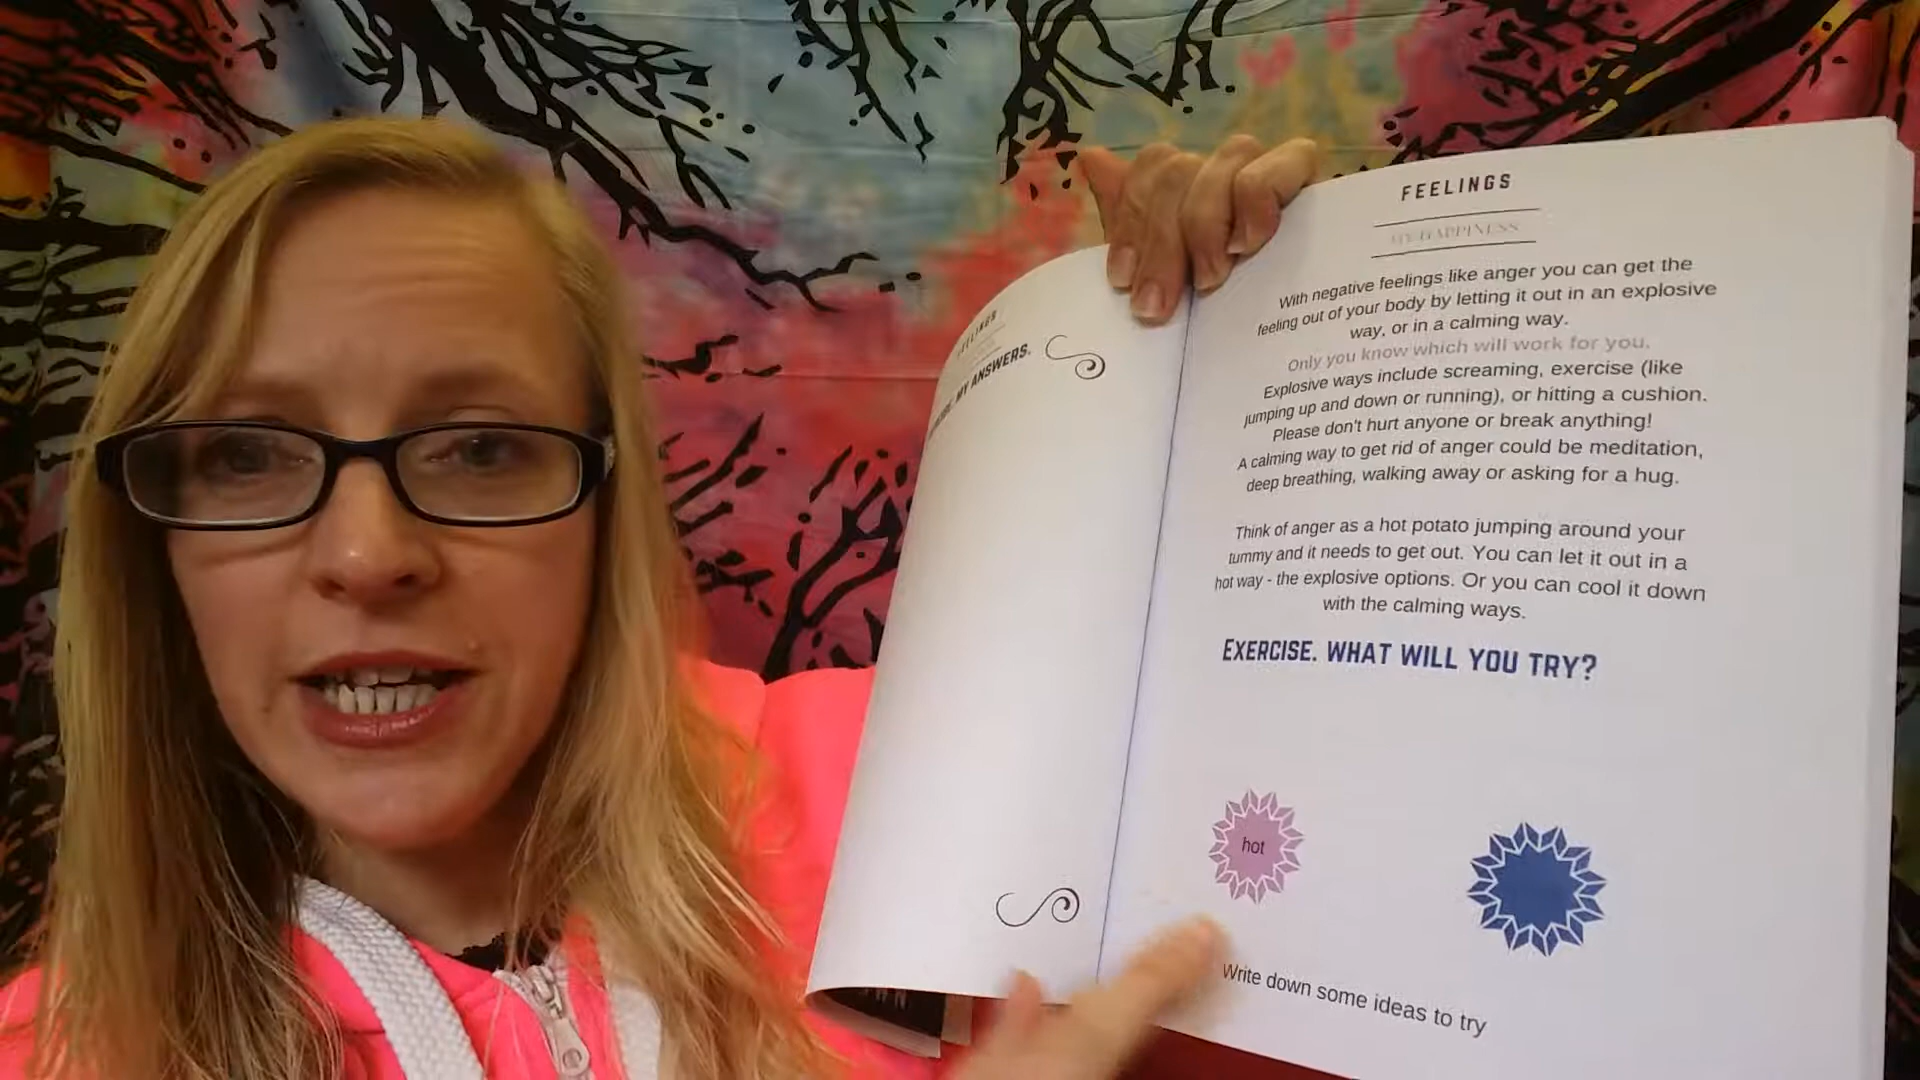 FEELINGS
MY ANSWERS.
FEELINGS
MY HAPPINESS
With negative feelings like anger you can get the
feeling out of your body by letting it out in an explosive
way, or in a calming way.
Only you know which will work for you.
Explosive ways include screaming, exercise (like
jumping up and down or running), or hitting a cushion.
Please don't hurt anyone or break anything!
A calming way to get rid of anger could be meditation,
deep breathing, walking away or asking for a hug.
Think of anger as a hot potato jumping around your
tummy and it needs to get out. You can let it out in a
hot way - the explosive options. Or you can cool it down
with the calming ways.
EXERCISE. WHAT WILL YOU TRY?
hot
Write down some ideas to try